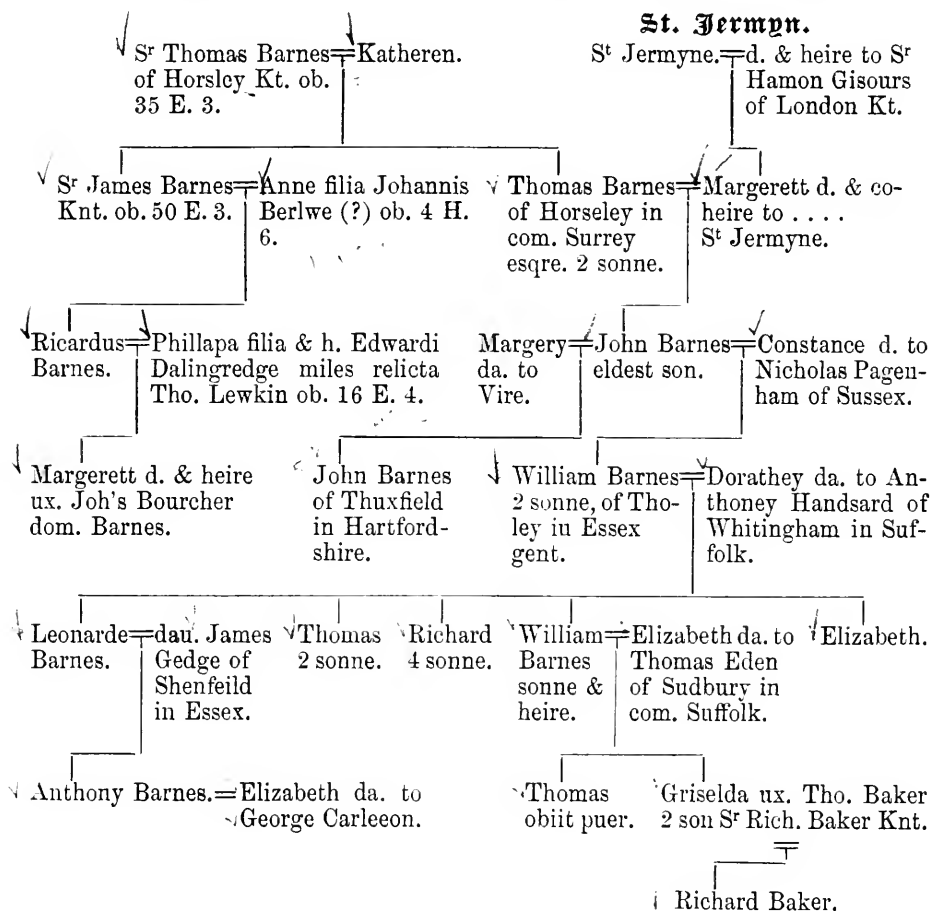 St. Jermyn.
Sr Thomas Barnes=Katheren.
of Horsley Kt. ob.
35 E. 3.
St Jermyne.=d. & heire to Sr
Hamon Gisours
of London Kt.
Sr James Barnes=Anne filia Johannis
Knt. ob. 50 E. 3.
Berlwe (?) ob. 4 H.
6.
Thomas Barnes=Margerett d. & co-
of Horseley in
com. Surrey
esqre. 2 sonne.
heire to ....
St Jermyne.
Ricardus=Phillapa filia & h. Edwardi
Barnes.
Dalingredge miles relicta
Tho. Lewkin ob. 16 E. 4.
Margery=John Barnes=Constance d. to
da. to
Vire.
eldest son.
Nicholas Pagen-
ham of Sussex.
Margerett d. & heire
ux. Joh's Bourcher
dom. Barnes.
John Barnes
of Thuxfield
in Hartford-
shire.
William Barnes=Dorathey da. to An-
2 sonne, of Tho-
ley iu Essex
gent.
thoney Handsard of
Whitingham in Suf-
folk.
Leonarde=dau. James
Barnes.
Gedge of
Shenfeild
in Essex.
Thomas
2 sonne.
Richard
4 sonne.
William=Elizabeth da. to
Barnes
sonne &
heire.
Thomas Eden
of Sudbury in
com. Suffolk.
Elizabeth.
Anthony Barnes.=Elizabeth da. to
George Carleeon.
Thomas
obiit puer.
Griselda ux. Tho. Baker
2 son Sr Rich. Baker Knt.
=
Richard Baker.